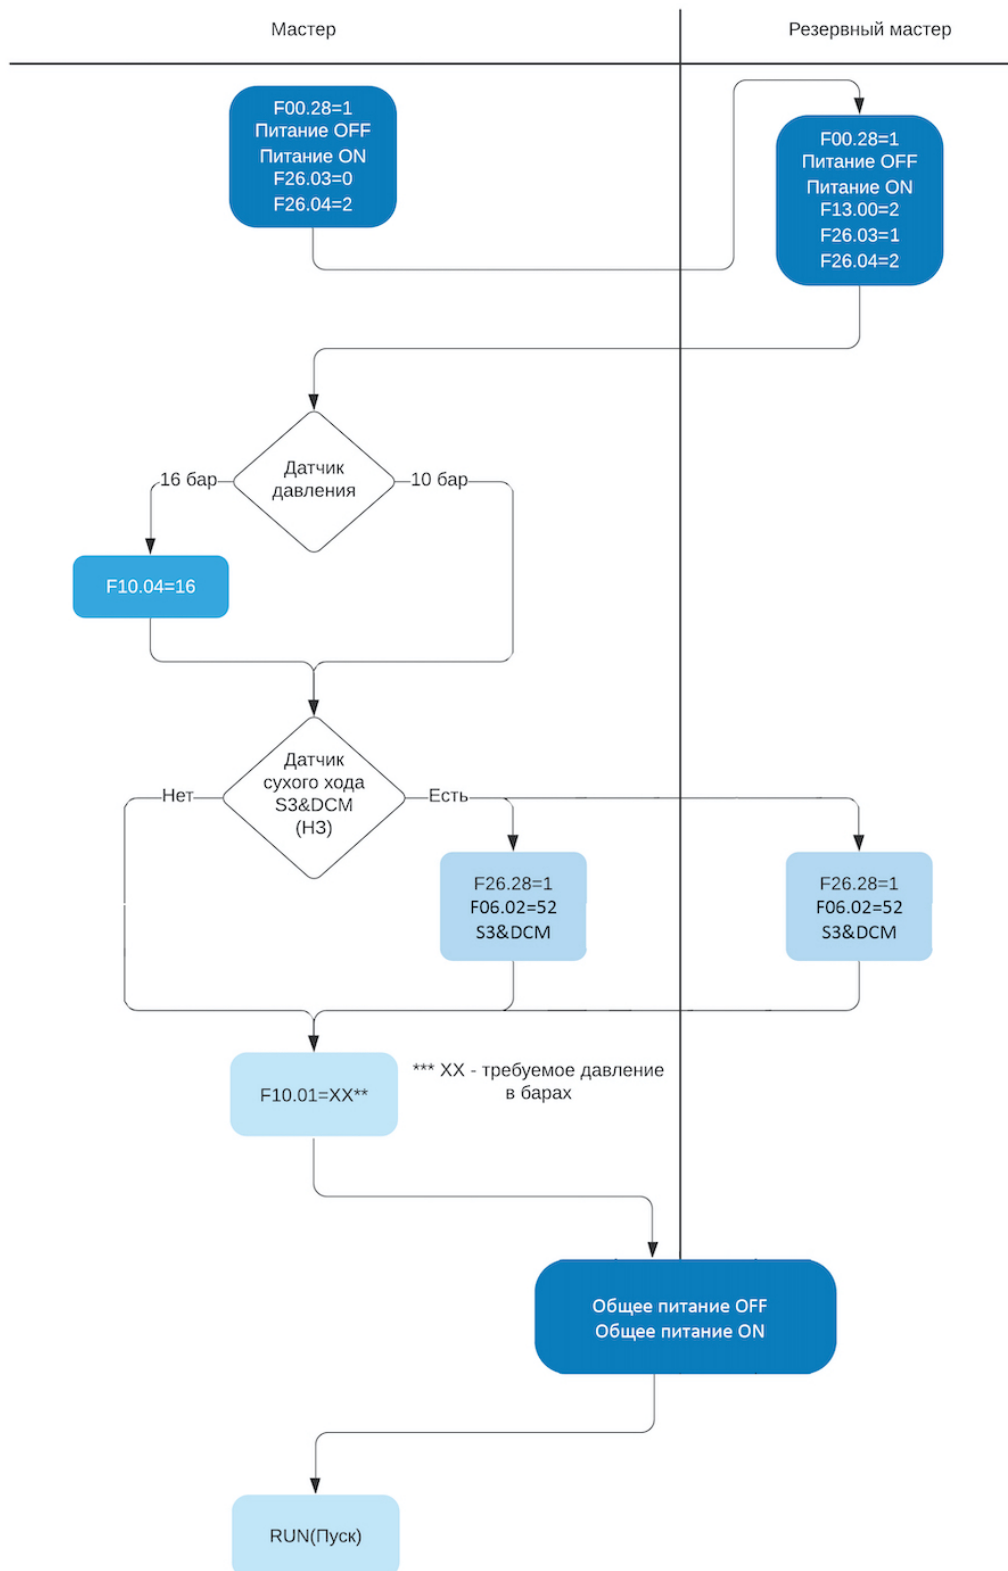 Мастер
Резервный мастер
F00.28=1
Питание OFF
Питание ON
F26.03=0
F26.04=2
F00.28=1
Питание OFF
Питание ON
F13.00=2
F26.03=1
F26.04=2
Датчик
давления
16 бар
10 бар
F10.04=16
Датчик
сухого хода
S3&DCM
(НЗ)
Нет
Есть
F26.28=1
F06.02=52
S3&DCM
F26.28=1
F06.02=52
S3&DCM
F10.01=XX**
*** XX - требуемое давление
в барах
Общее питание OFF
Общее питание ON
RUN(Пуск)